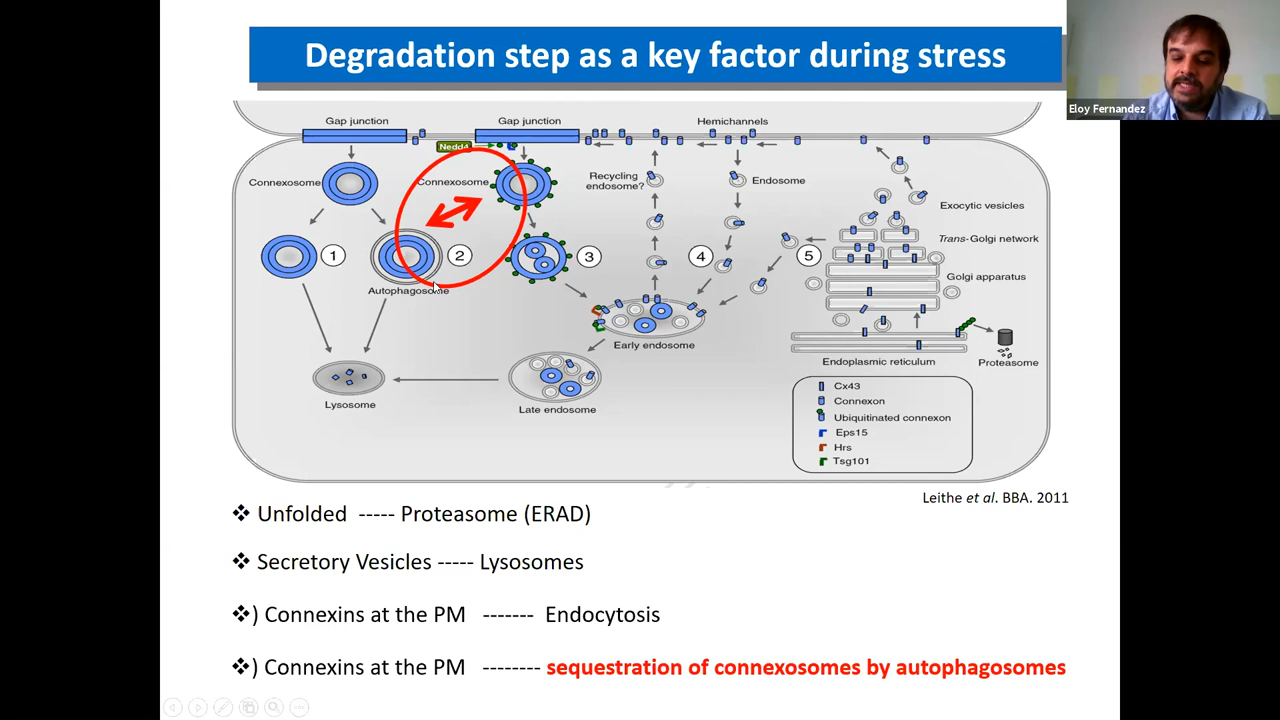 Degradation step as a key factor during stress
Eloy Fernandez
Gap junction
Gap junction
Hemichannels
Nedd4
Connexosome
Connexosome
Recycling
endosome?
Endosome
Exocytic vesicles
Trans-Golgi network
1
2
3
4
5
Golgi apparatus
Autophagosome
Early endosome
Endoplasmic reticulum
Proteasome
Lysosome
Late endosome
Cx43
Connexon
Ubiquitinated connexon
Eps15
Hrs
Tsg101
Leithe et al. BBA. 2011
❖ Unfolded ----- Proteasome (ERAD)
❖ Secretory Vesicles ----- Lysosomes
❖) Connexins at the PM ------- Endocytosis
❖) Connexins at the PM -------- sequestration of connexosomes by autophagosomes